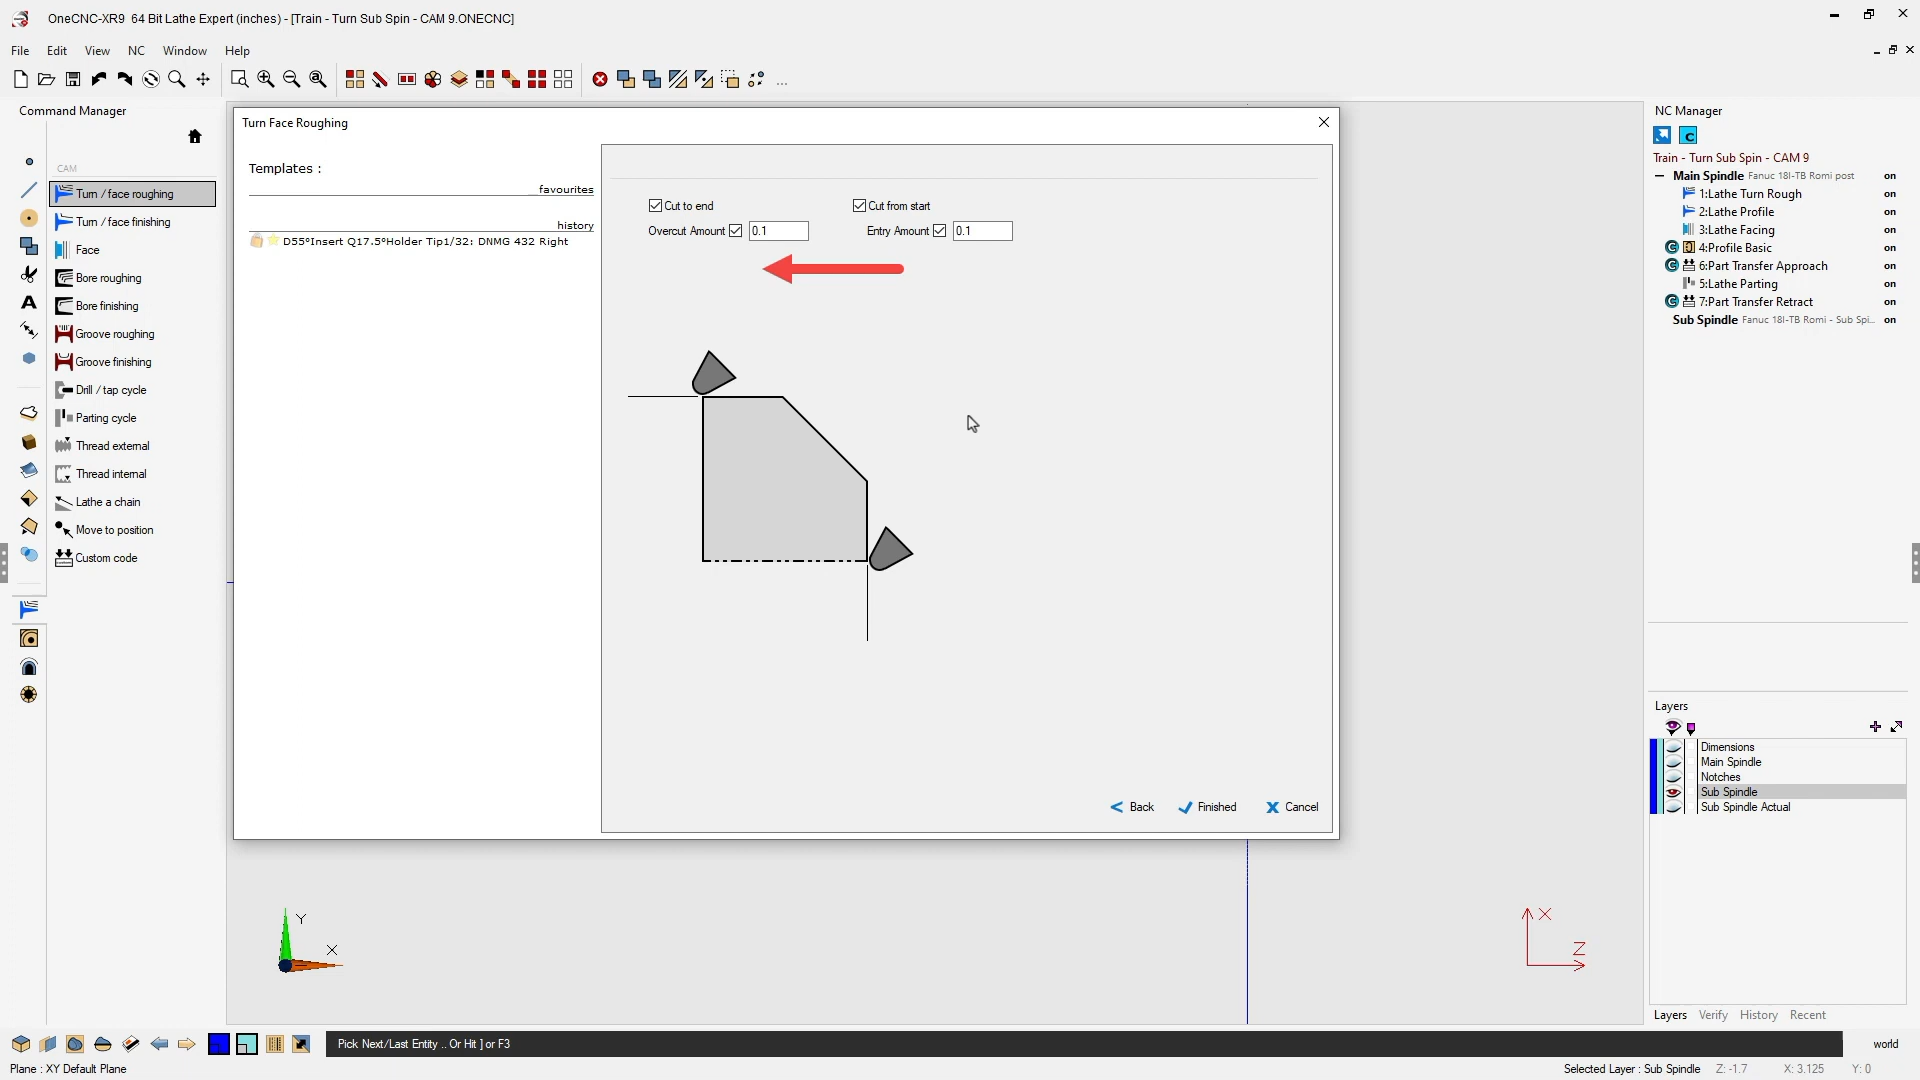 OneCNC-XR9 64 Bit Lathe Expert (inches) - [Train - Turn Sub Spin - CAM 9.ONECNC]
File Edit View NC Window Help
...
Command Manager
CAM
Turn / face roughing
Turn / face finishing
Face
Bore roughing
Bore finishing
Groove roughing
Groove finishing
Drill / tap cycle
Parting cycle
Thread external
Thread internal
Lathe a chain
Move to position
Custom code
Turn Face Roughing
Templates :
favourites
history
D55°Insert Q17.5°Holder Tip1/32: DNMG 432 Right
Cut to end
Cut from start
Overcut Amount 0.1
Entry Amount 0.1
Back
Finished
Cancel
Y
X
X
Z
NC Manager
Train - Turn Sub Spin - CAM 9
Main Spindle Fanuc 18I-TB Romi post on
1:Lathe Turn Rough on
2:Lathe Profile on
3:Lathe Facing on
4:Profile Basic on
6:Part Transfer Approach on
5:Lathe Parting on
7:Part Transfer Retract on
Sub Spindle Fanuc 18I-TB Romi - Sub Spi... on
Layers
Dimensions
Main Spindle
Notches
Sub Spindle
Sub Spindle Actual
Layers Verify History Recent
Pick Next/Last Entity .. Or Hit ] or F3
world
Plane : XY Default Plane
Selected Layer : Sub Spindle Z: -1.7 X: 3.125 Y: 0